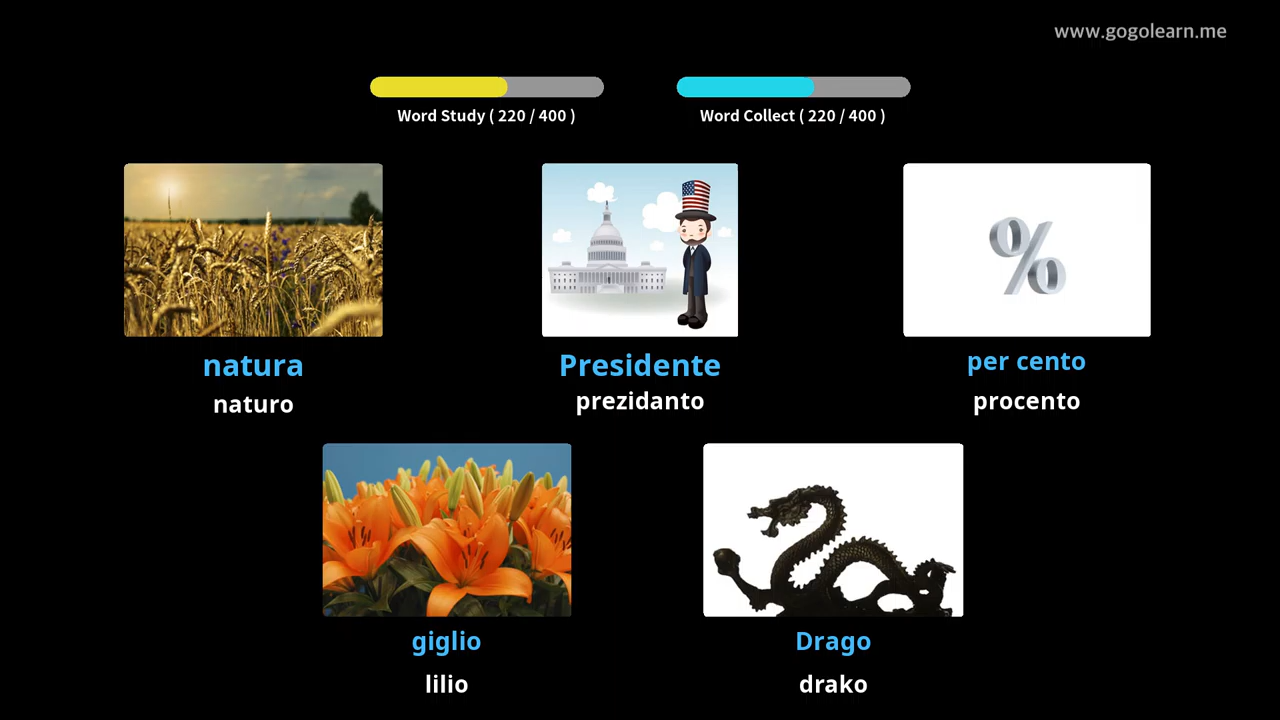 www.gogolearn.me
Word Study ( 220 / 400 )
Word Collect ( 220 / 400 )
natura
naturo
Presidente
prezidanto
%
per cento
procento
giglio
lilio
Drago
drako